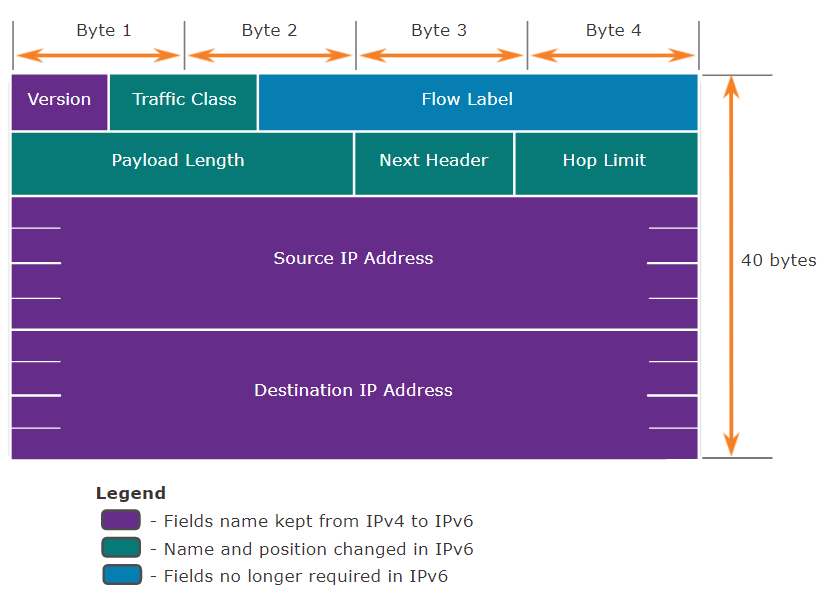 Byte 1 Byte 2 Byte 3 Byte 4
Version Traffic Class Flow Label
Payload Length Next Header Hop Limit
Source IP Address
40 bytes
Destination IP Address
Legend
- Fields name kept from IPv4 to IPv6
- Name and position changed in IPv6
- Fields no longer required in IPv6